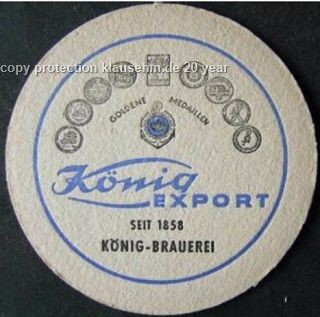 copy protection klausehm.de 20 year
GOLDENE MEDAILLEN
König
EXPORT
SEIT 1858
KÖNIG-BRAUEREI